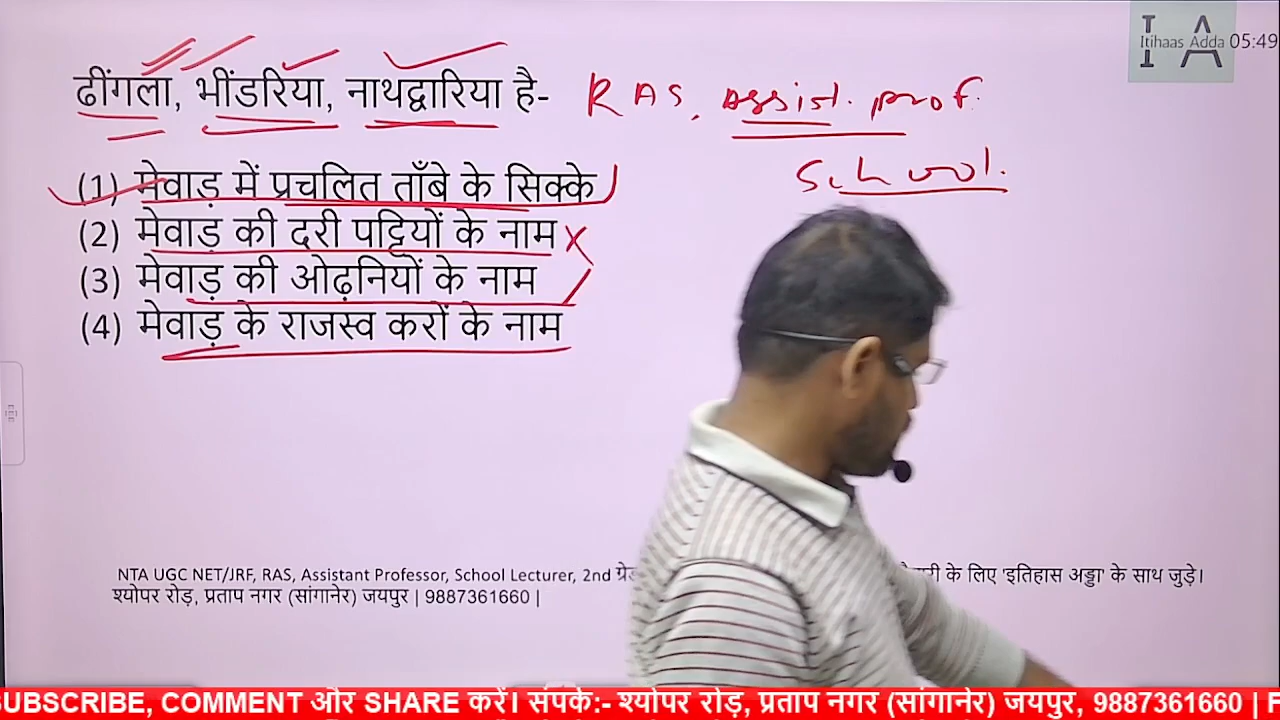 Itihaas Adda 05:49
I A
ढींगला, भींडरिया, नाथद्वारिया है- RAS, Assist. prof.
School.
(1) मेवाड़ में प्रचलित ताँबे के सिक्के
(2) मेवाड़ की दरी पट्टियों के नाम
(3) मेवाड़ की ओढ़नियों के नाम
(4) मेवाड़ के राजस्व करों के नाम
NTA UGC NET/JRF, RAS, Assistant Professor, School Lecturer, 2nd ग्रे के लिए 'इतिहास अड्डा' के साथ जुड़े।
श्योपर रोड़, प्रताप नगर (सांगानेर) जयपुर | 9887361660 |
SUBSCRIBE, COMMENT और SHARE करें। संपर्क:- श्योपर रोड़, प्रताप नगर (सांगानेर) जयपुर, 9887361660 | F